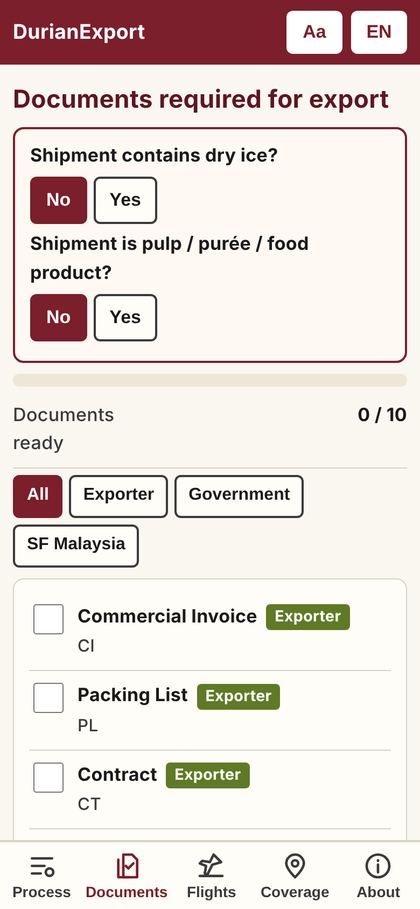 DurianExport
Aa
EN
Documents required for export
Shipment contains dry ice?
No
Yes
Shipment is pulp / purée / food
product?
No
Yes
Documents
ready
0 / 10
All
Exporter
Government
SF Malaysia
Commercial Invoice
Exporter
CI
Packing List
Exporter
PL
Contract
Exporter
CT
Process
Documents
Flights
Coverage
About